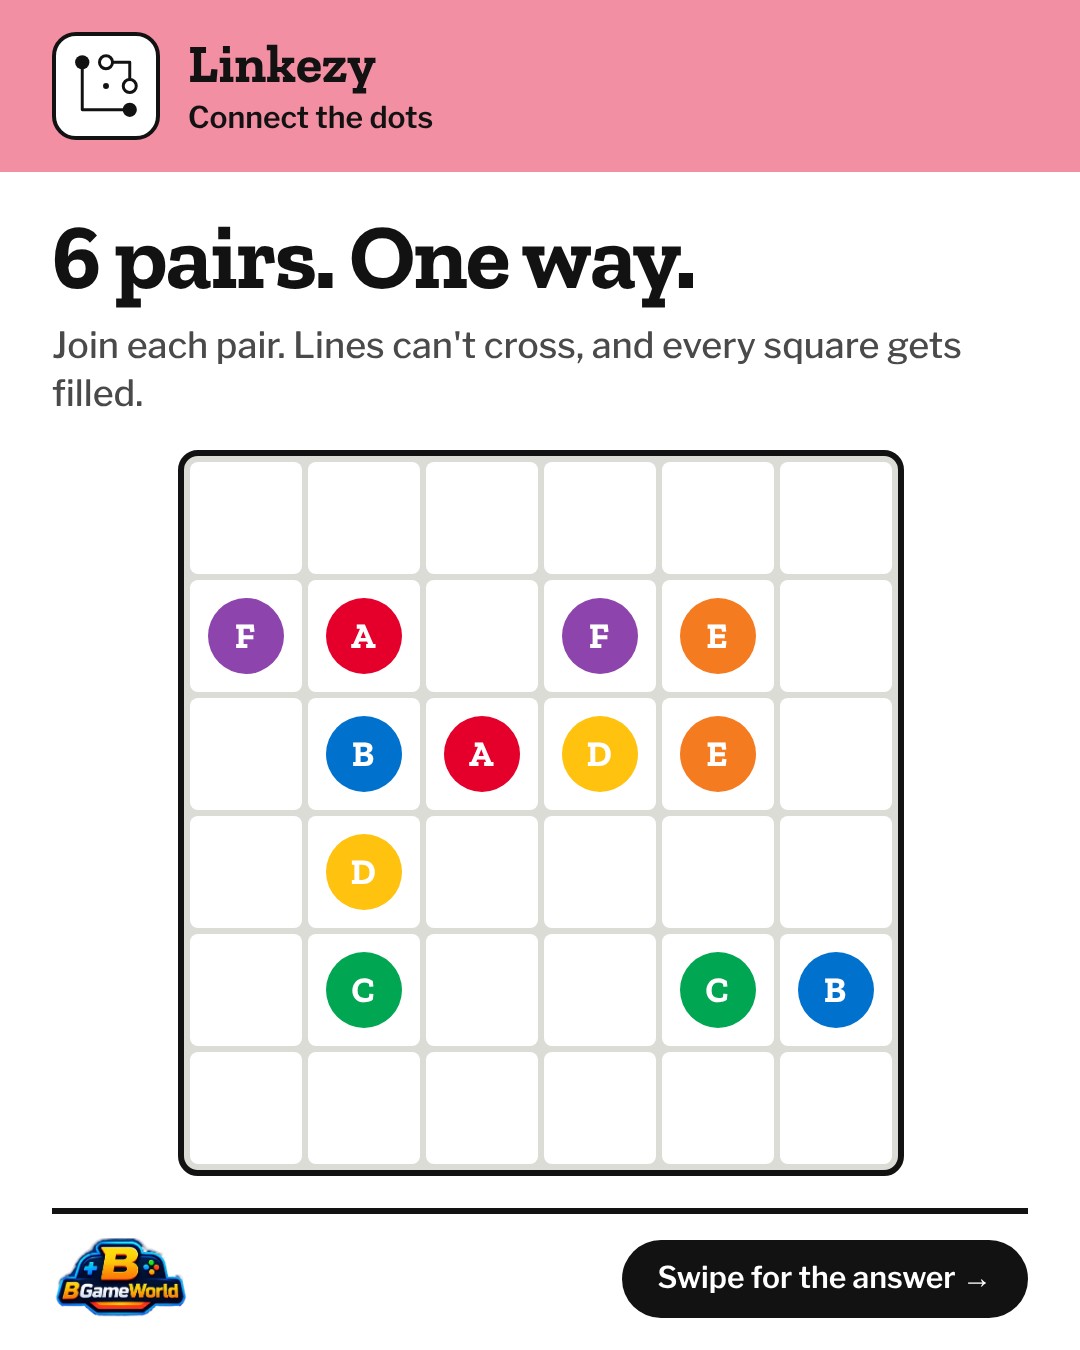 Linkezy
Connect the dots
6 pairs. One way.
Join each pair. Lines can't cross, and every square gets
filled.
F A F E
B A D E
D
C C B
B
BGameWorld
Swipe for the answer →